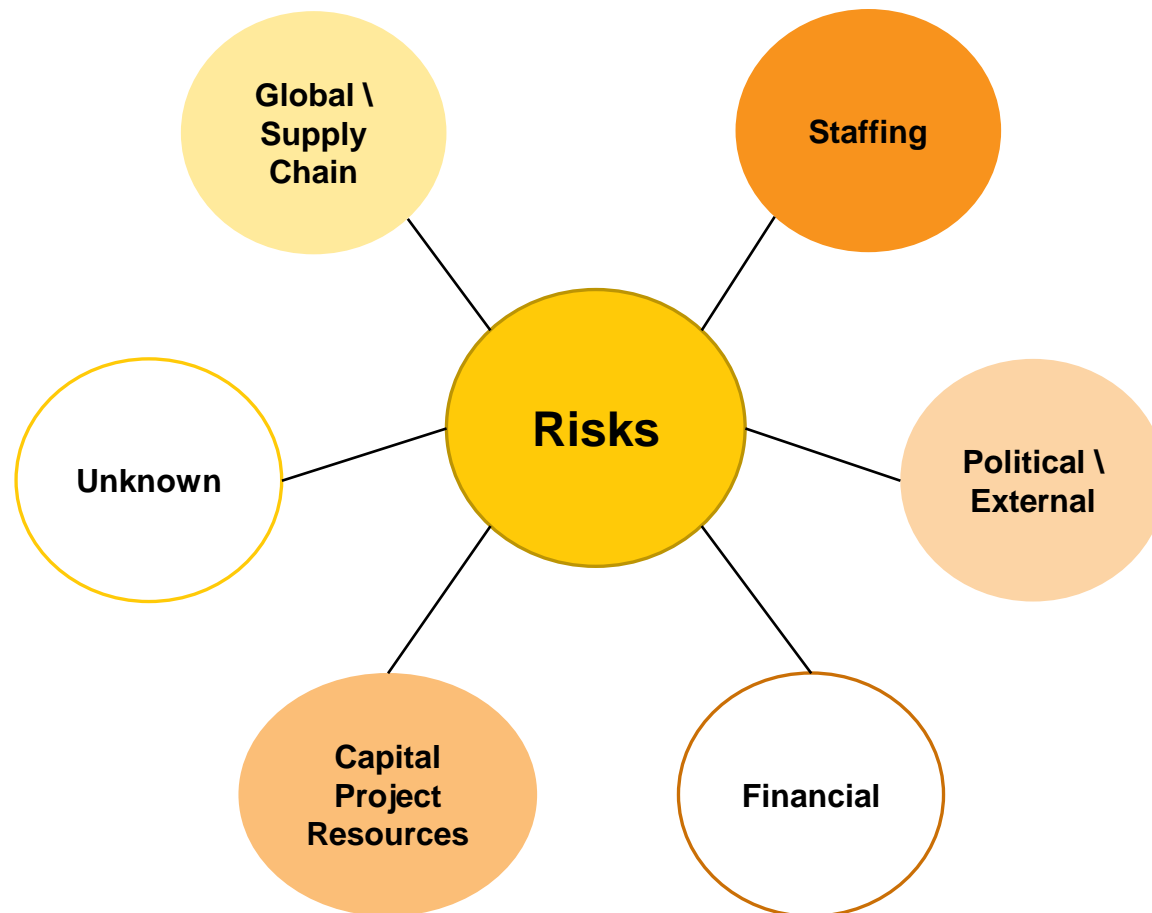 Global \
Supply
Chain
Staffing
Risks
Unknown
Political \
External
Capital
Project
Resources
Financial